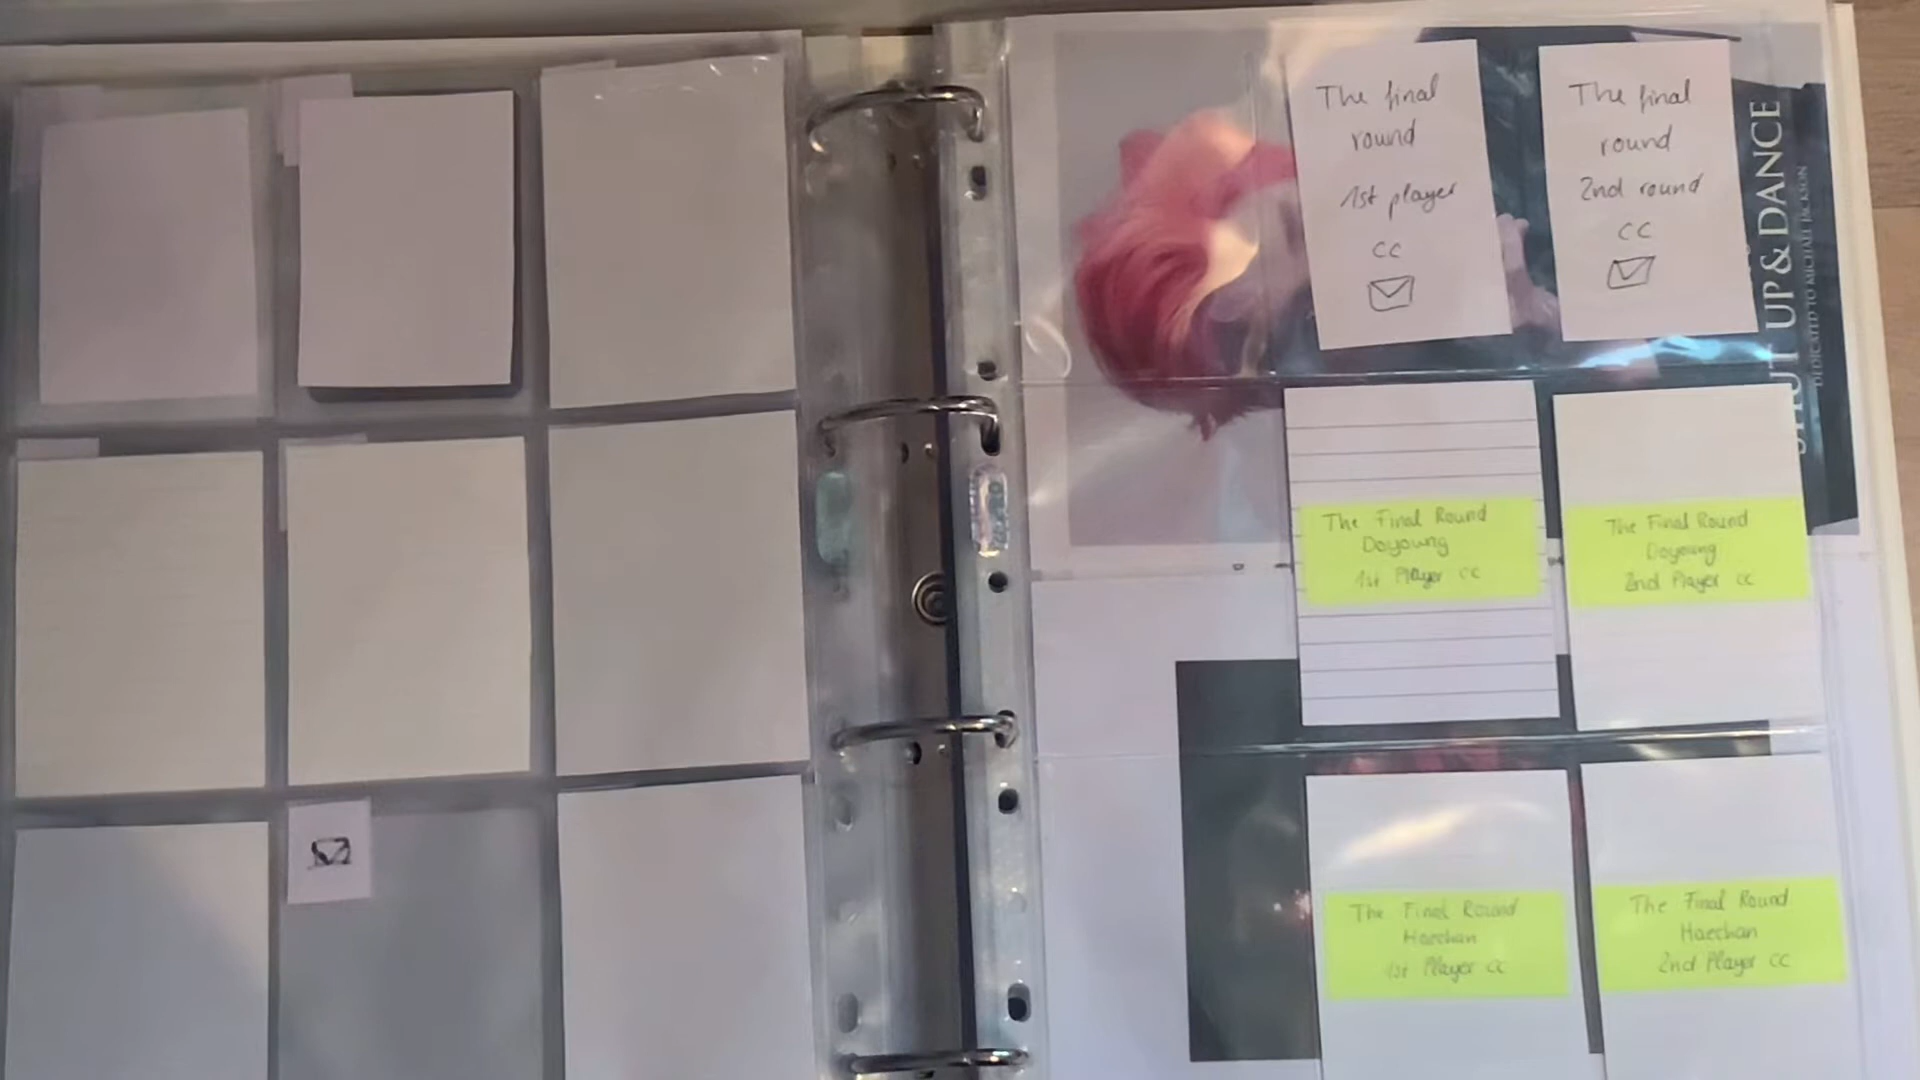 The final
round
1st player
cc
The final
round
2nd round
cc
SHUT UP & DANCE
DEDICATED TO MICHAEL JACKSON
The Final Round
Doyoung
1st Player cc
The Final Round
Doyoung
2nd Player cc
The Final Round
Haechan
1st Player cc
The Final Round
Haechan
2nd Player cc